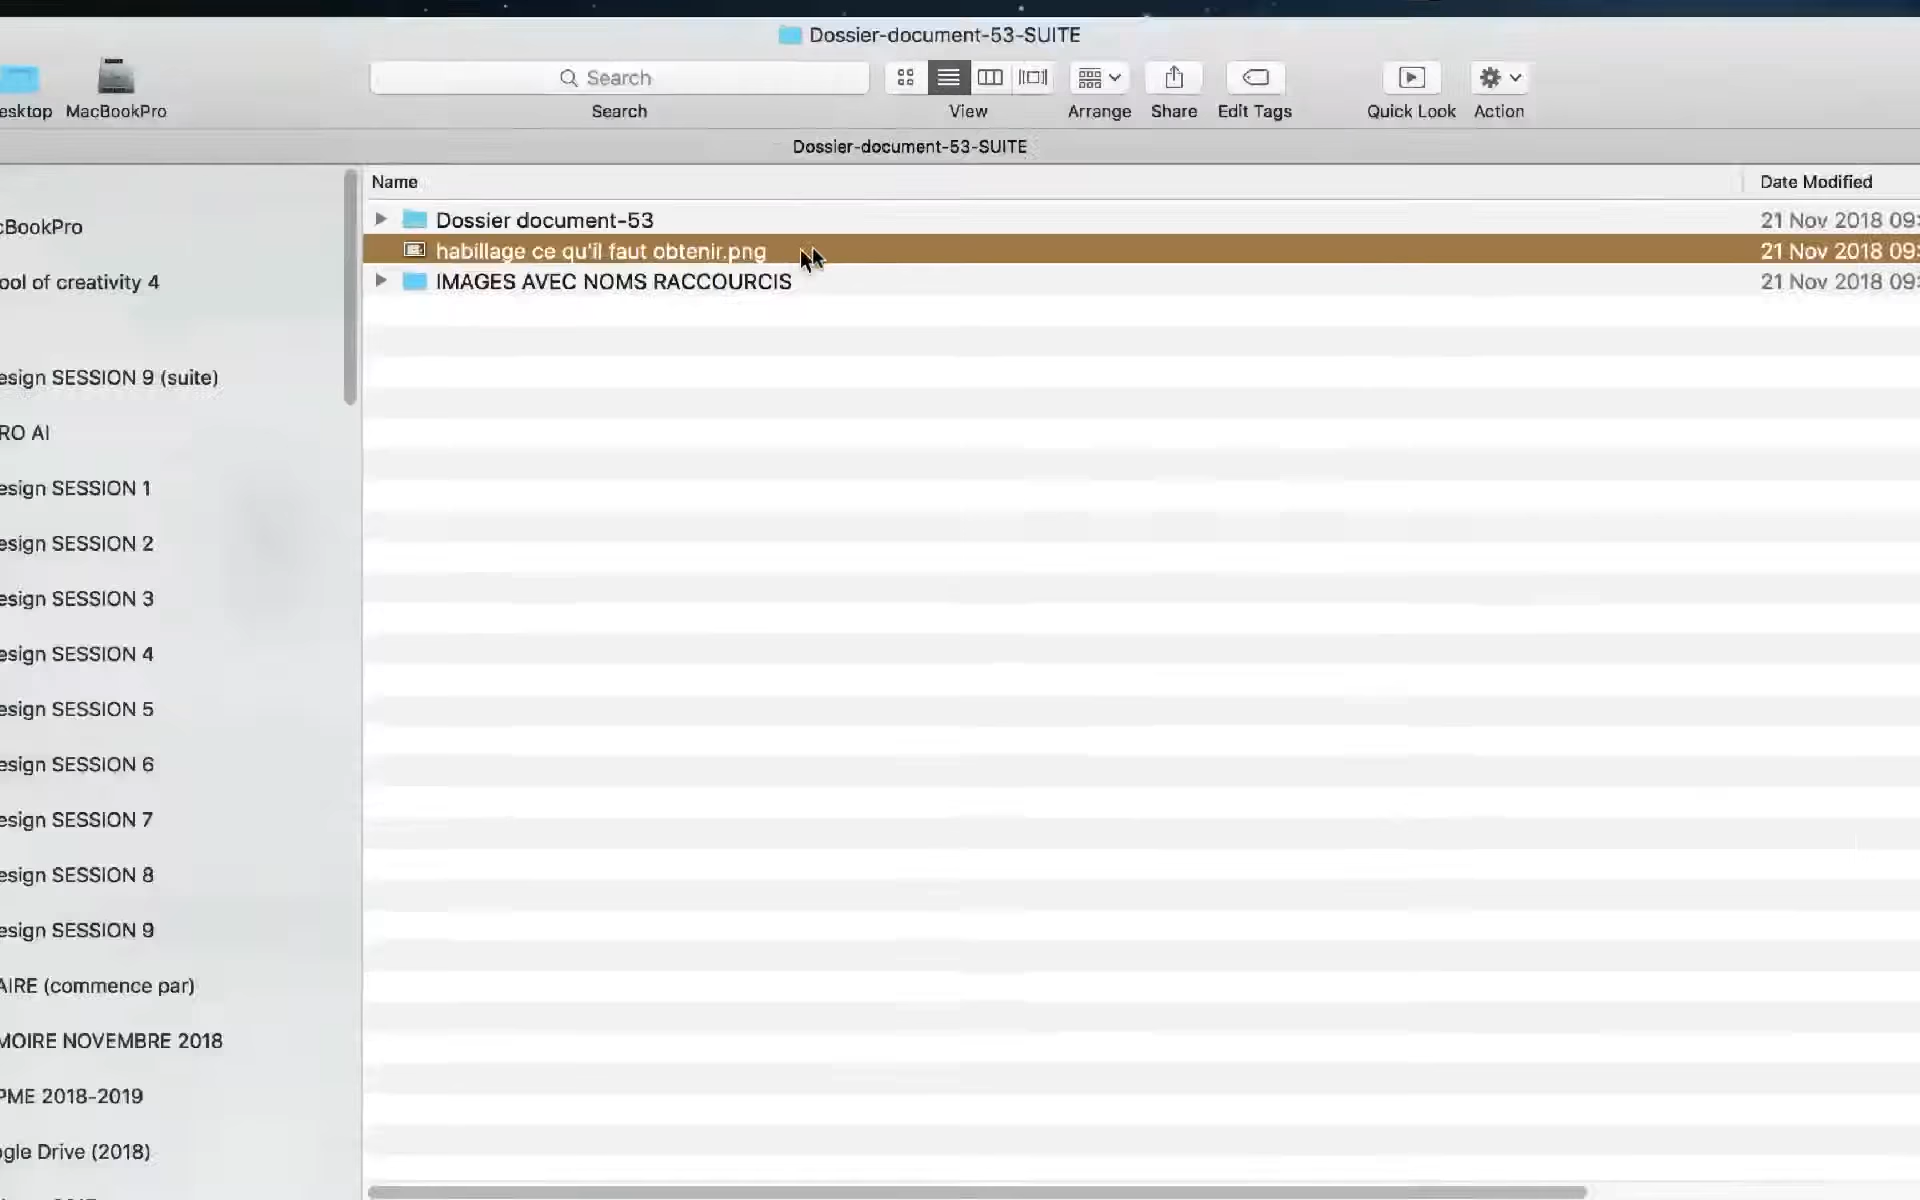 Dossier-document-53-SUITE
esktop
MacBookPro
Search
Search
View
Arrange
Share
Edit Tags
Quick Look
Action
Dossier-document-53-SUITE
Name
Date Modified
Dossier document-53
21 Nov 2018 09:
habillage ce qu'il faut obtenir.png
21 Nov 2018 09:
IMAGES AVEC NOMS RACCOURCIS
21 Nov 2018 09:
cBookPro
ool of creativity 4
esign SESSION 9 (suite)
RO AI
esign SESSION 1
esign SESSION 2
esign SESSION 3
esign SESSION 4
esign SESSION 5
esign SESSION 6
esign SESSION 7
esign SESSION 8
esign SESSION 9
AIRE (commence par)
MOIRE NOVEMBRE 2018
PME 2018-2019
ogle Drive (2018)